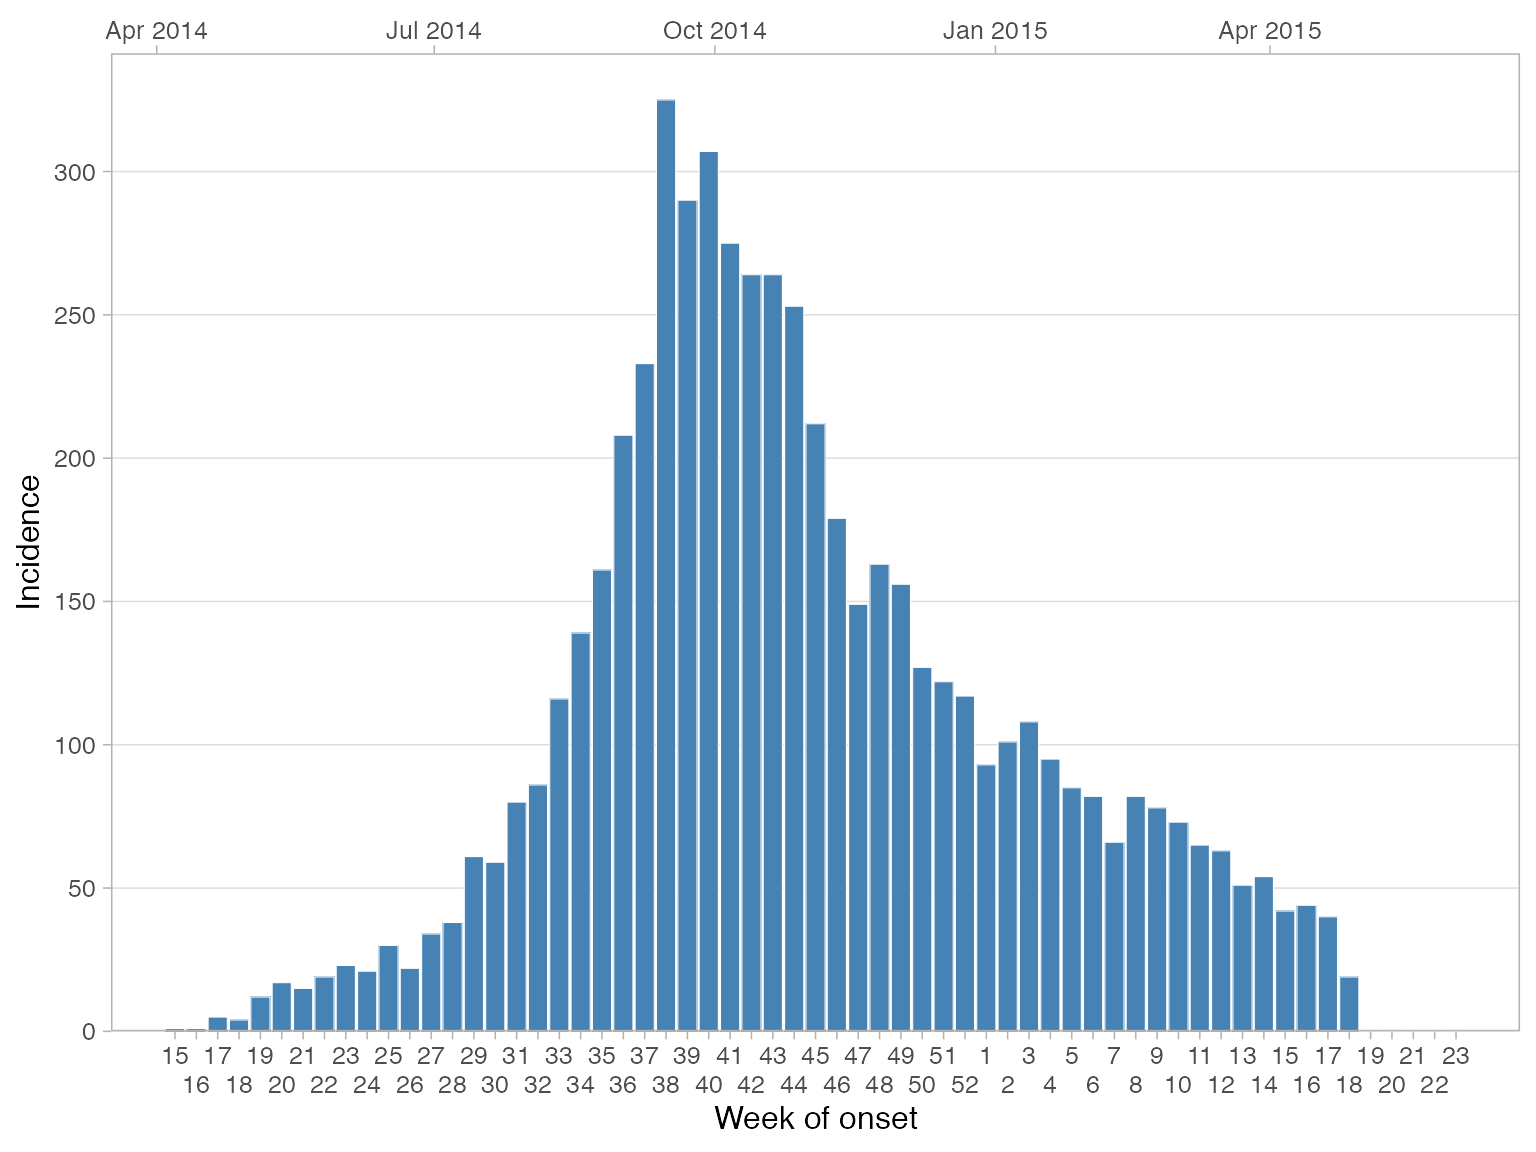 Apr 2014 Jul 2014 Oct 2014 Jan 2015 Apr 2015
300
250
200
150
100
50
0
Incidence
15 17 19 21 23 25 27 29 31 33 35 37 39 41 43 45 47 49 51 1 3 5 7 9 11 13 15 17 19 21 23
16 18 20 22 24 26 28 30 32 34 36 38 40 42 44 46 48 50 52 2 4 6 8 10 12 14 16 18 20 22
Week of onset